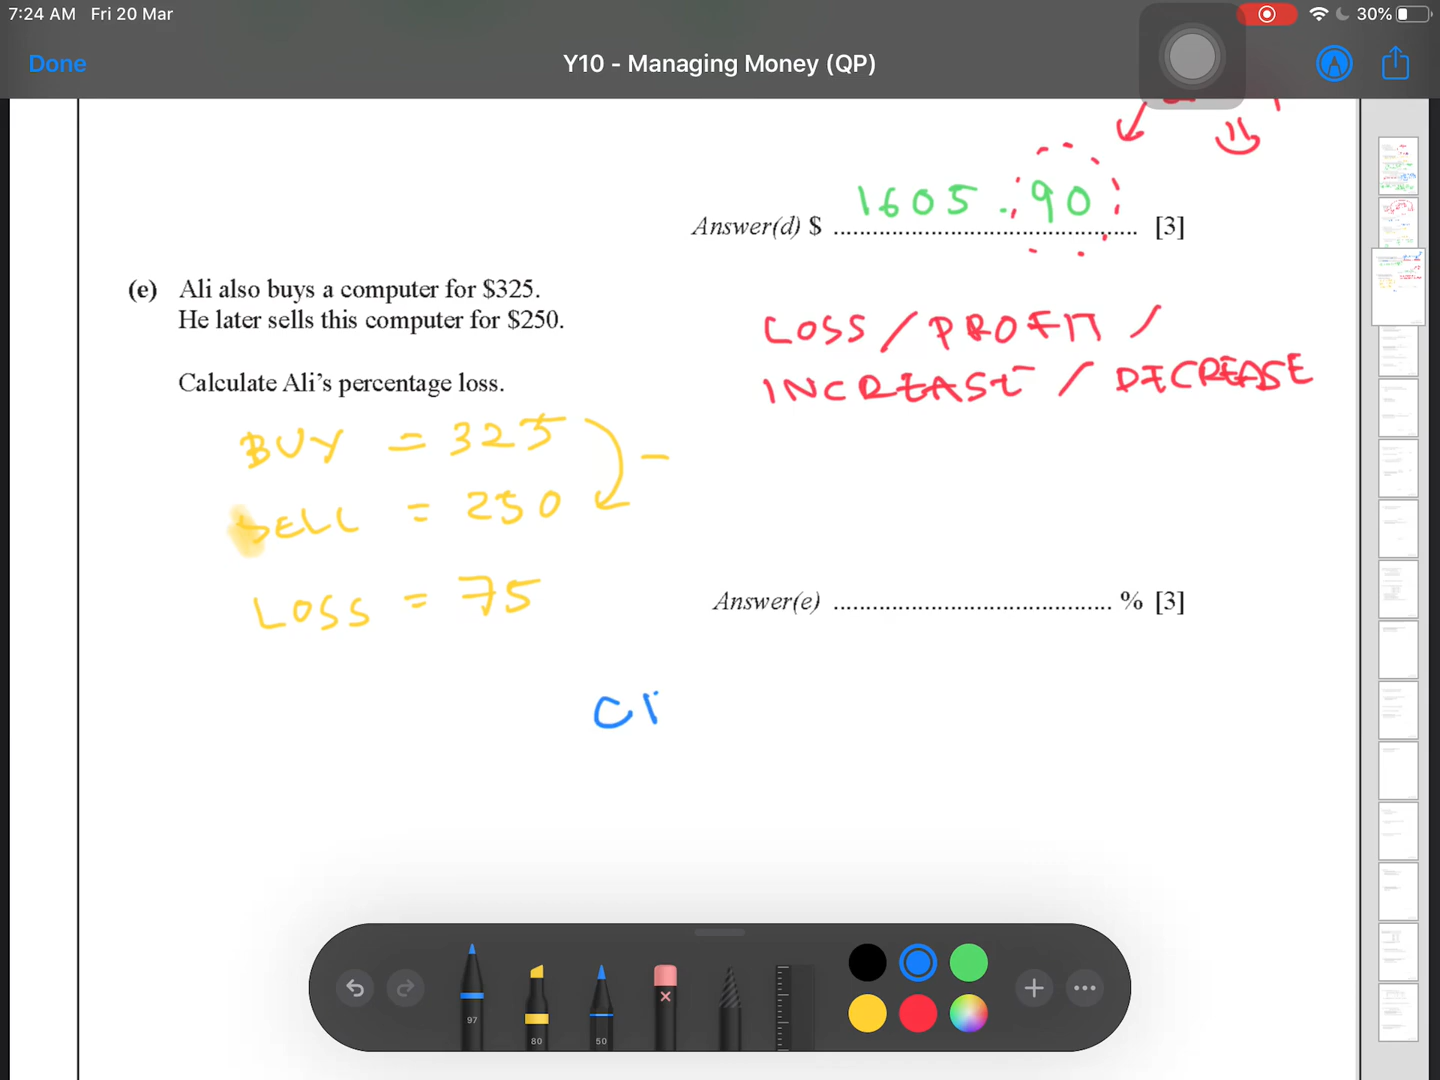 7:24 AM Fri 20 Mar
30%
Done
Y10 - Managing Money (QP)
1605.90
Answer(d) $ ........................................ [3]
(e) Ali also buys a computer for $325.
He later sells this computer for $250.
LOSS / PROFIT /
Calculate Ali's percentage loss.
INCREASE / DECREASE
BUY = 325
SELL = 250
LOSS = 75
Answer(e) ........................................ % [3]
97
80
50